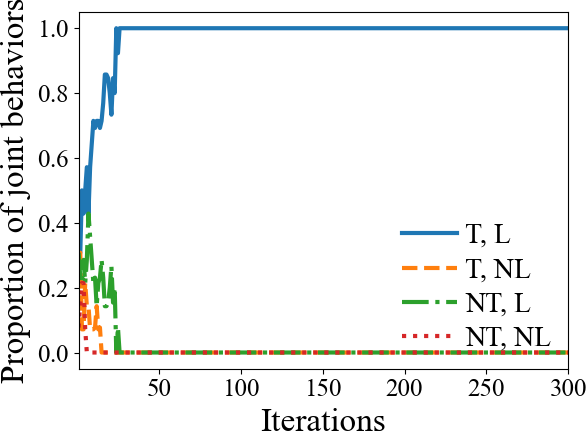 Proportion of joint behaviors
1.0
0.8
0.6
0.4
0.2
0.0
T, L
T, NL
NT, L
NT, NL
50 100 150 200 250 300
Iterations